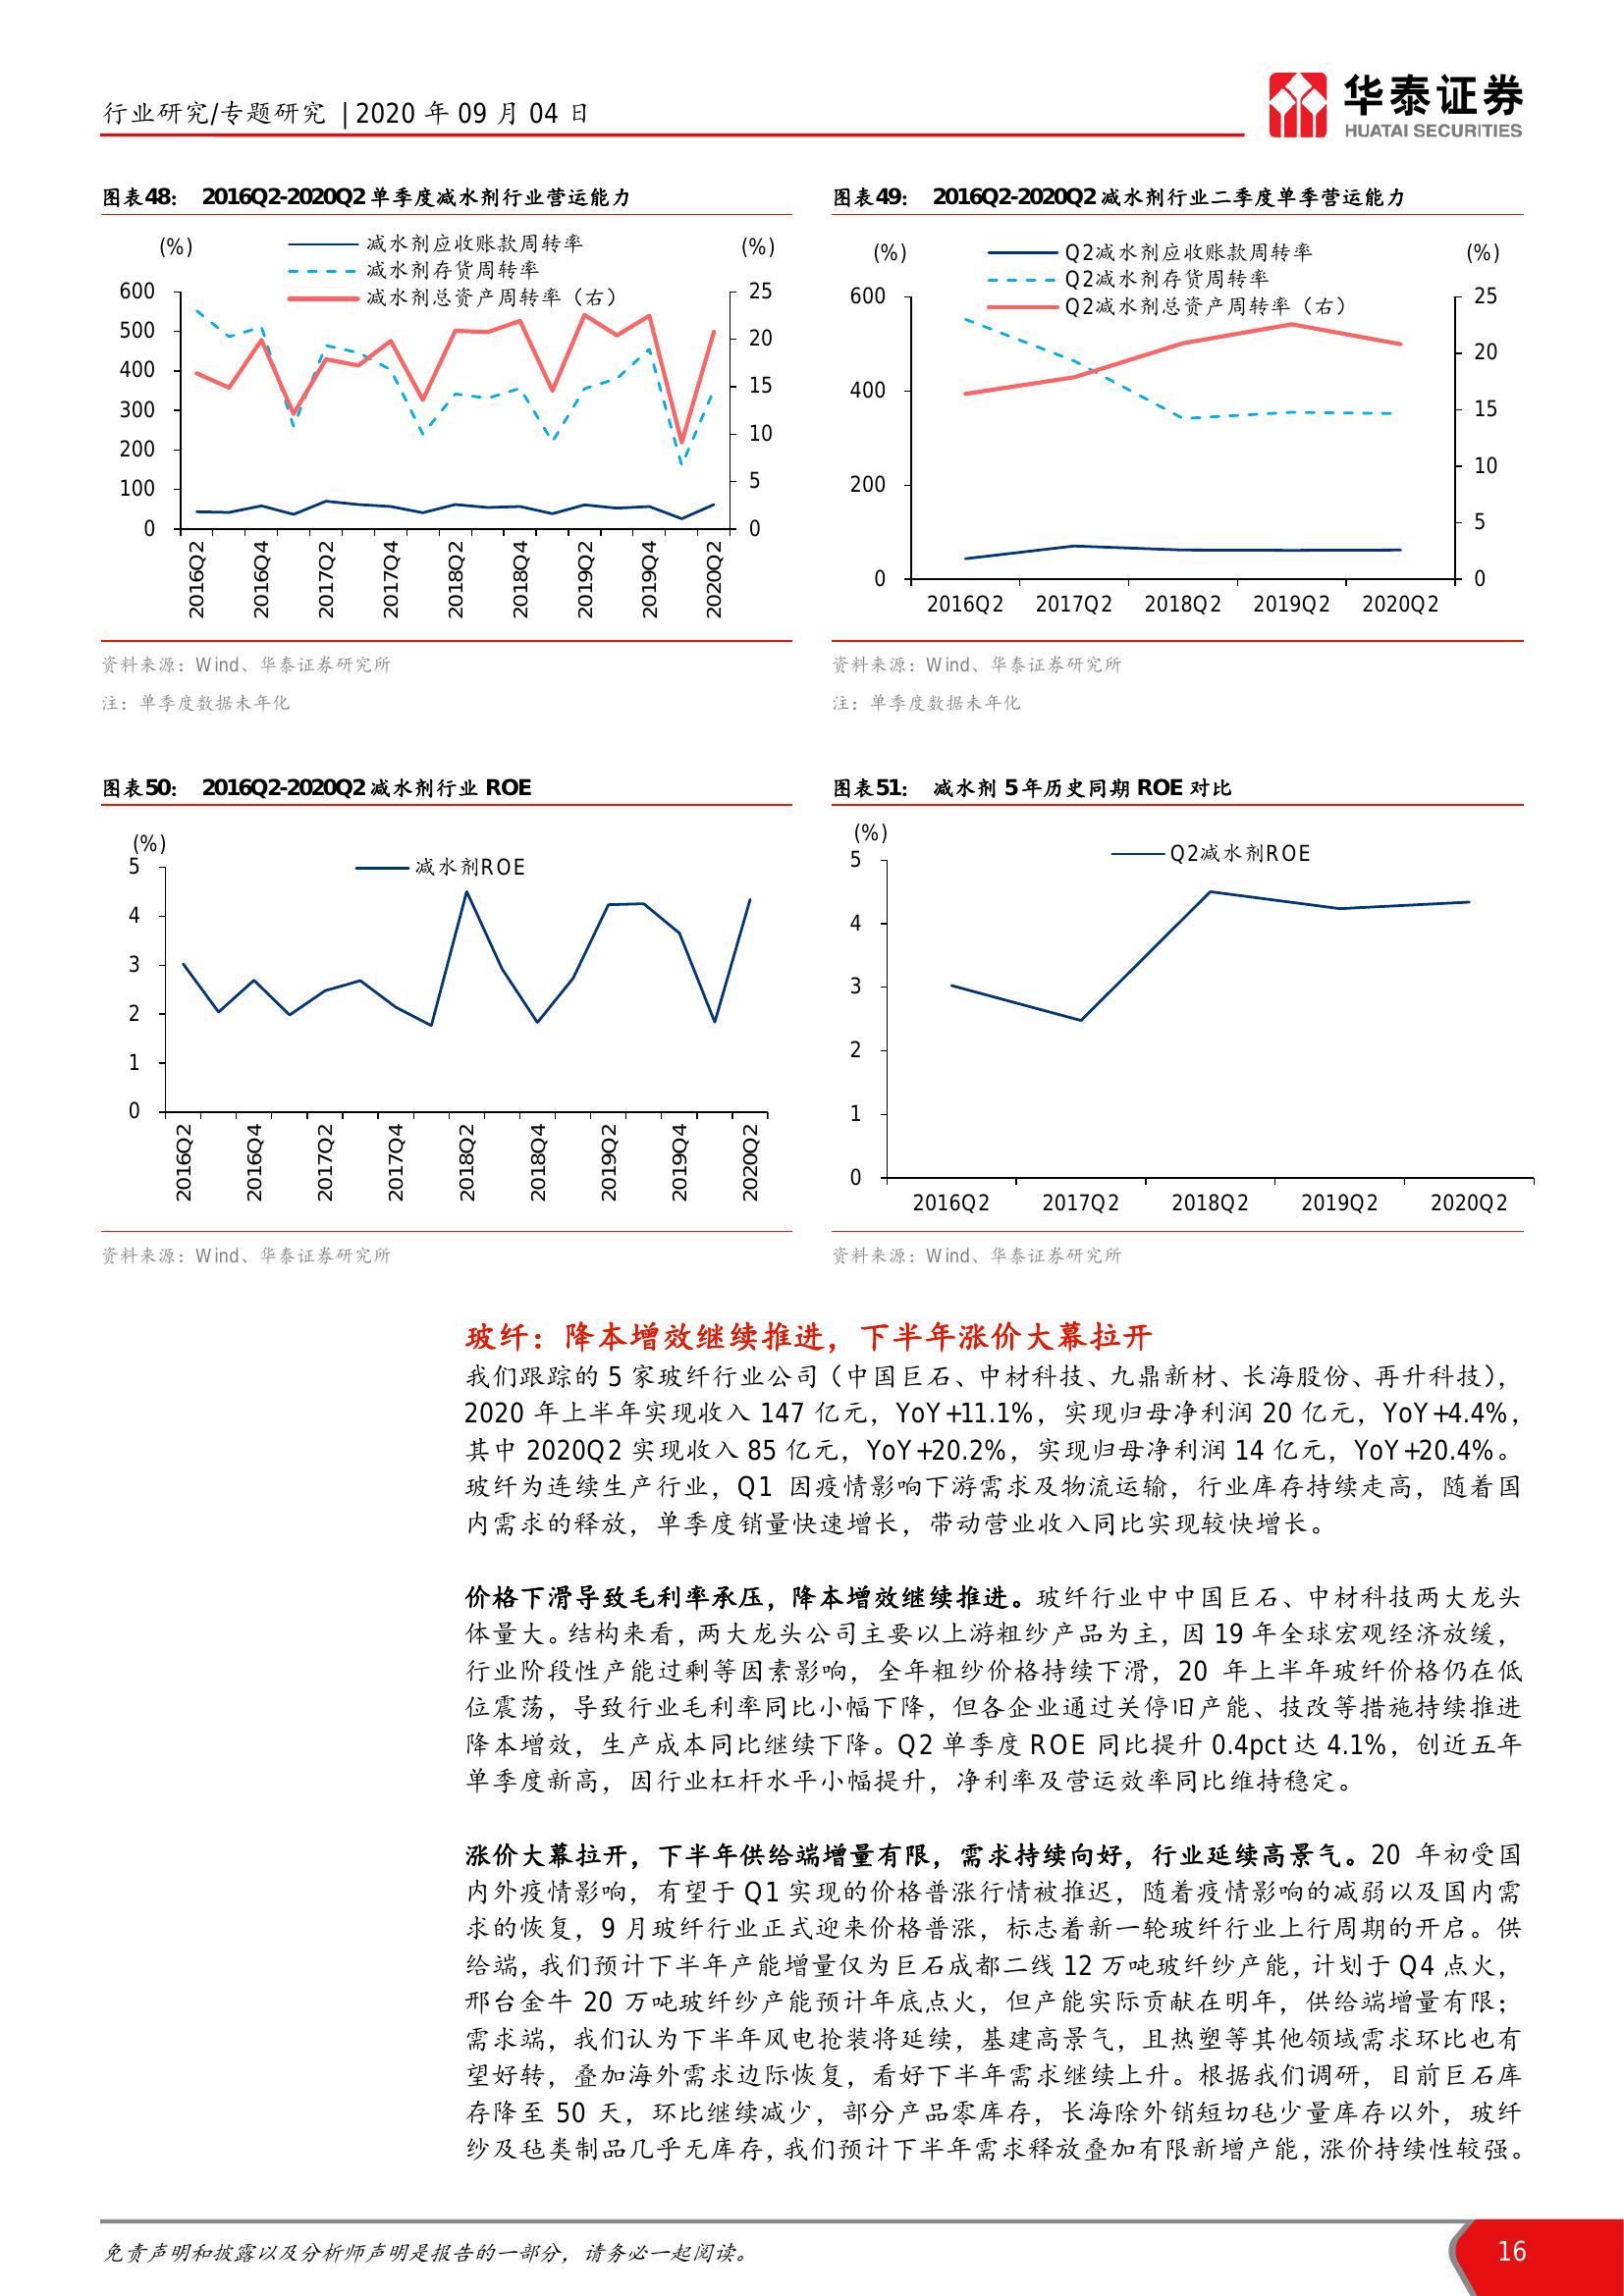 行业研究/专题研究 | 2020 年 09 月 04 日
华泰证券
HUATAI SECURITIES
图表48： 2016Q2-2020Q2 单季度减水剂行业营运能力
(%)
(%)
减水剂应收账款周转率
减水剂存货周转率
减水剂总资产周转率（右）
600
500
400
300
200
100
0
25
20
15
10
5
0
2016Q2
2016Q4
2017Q2
2017Q4
2018Q2
2018Q4
2019Q2
2019Q4
2020Q2
资料来源：Wind、华泰证券研究所
注：单季度数据未年化
图表49： 2016Q2-2020Q2 减水剂行业二季度单季营运能力
(%)
(%)
Q2减水剂应收账款周转率
Q2减水剂存货周转率
Q2减水剂总资产周转率（右）
600
400
200
0
25
20
15
10
5
0
2016Q2 2017Q2 2018Q2 2019Q2 2020Q2
资料来源：Wind、华泰证券研究所
注：单季度数据未年化
图表50： 2016Q2-2020Q2 减水剂行业 ROE
(%)
减水剂ROE
5
4
3
2
1
0
2016Q2
2016Q4
2017Q2
2017Q4
2018Q2
2018Q4
2019Q2
2019Q4
2020Q2
资料来源：Wind、华泰证券研究所
图表51： 减水剂 5 年历史同期 ROE 对比
(%)
Q2减水剂ROE
5
4
3
2
1
0
2016Q2 2017Q2 2018Q2 2019Q2 2020Q2
资料来源：Wind、华泰证券研究所
玻纤：降本增效继续推进，下半年涨价大幕拉开
我们跟踪的 5 家玻纤行业公司（中国巨石、中材科技、九鼎新材、长海股份、再升科技），
2020 年上半年实现收入 147 亿元，YoY+11.1%，实现归母净利润 20 亿元，YoY+4.4%，
其中 2020Q2 实现收入 85 亿元，YoY+20.2%，实现归母净利润 14 亿元，YoY+20.4%。
玻纤为连续生产行业，Q1 因疫情影响下游需求及物流运输，行业库存持续走高，随着国
内需求的释放，单季度销量快速增长，带动营业收入同比实现较快增长。
价格下滑导致毛利率承压，降本增效继续推进。玻纤行业中中国巨石、中材科技两大龙头
体量大。结构来看，两大龙头公司主要以上游粗纱产品为主，因 19 年全球宏观经济放缓，
行业阶段性产能过剩等因素影响，全年粗纱价格持续下滑，20 年上半年玻纤价格仍在低
位震荡，导致行业毛利率同比小幅下降，但各企业通过关停旧产能、技改等措施持续推进
降本增效，生产成本同比继续下降。Q2 单季度 ROE 同比提升 0.4pct 达 4.1%，创近五年
单季度新高，因行业杠杆水平小幅提升，净利率及营运效率同比维持稳定。
涨价大幕拉开，下半年供给端增量有限，需求持续向好，行业延续高景气。20 年初受国
内外疫情影响，有望于 Q1 实现的价格普涨行情被推迟，随着疫情影响的减弱以及国内需
求的恢复，9 月玻纤行业正式迎来价格普涨，标志着新一轮玻纤行业上行周期的开启。供
给端，我们预计下半年产能增量仅为巨石成都二线 12 万吨玻纤纱产能，计划于 Q4 点火，
邢台金牛 20 万吨玻纤纱产能预计年底点火，但产能实际贡献在明年，供给端增量有限；
需求端，我们认为下半年风电抢装将延续，基建高景气，且热塑等其他领域需求环比也有
望好转，叠加海外需求边际恢复，看好下半年需求继续上升。根据我们调研，目前巨石库
存降至 50 天，环比继续减少，部分产品零库存，长海除外销短切毡少量库存以外，玻纤
纱及毡类制品几乎无库存，我们预计下半年需求释放叠加有限新增产能，涨价持续性较强。
免责声明和披露以及分析师声明是报告的一部分，请务必一起阅读。
16